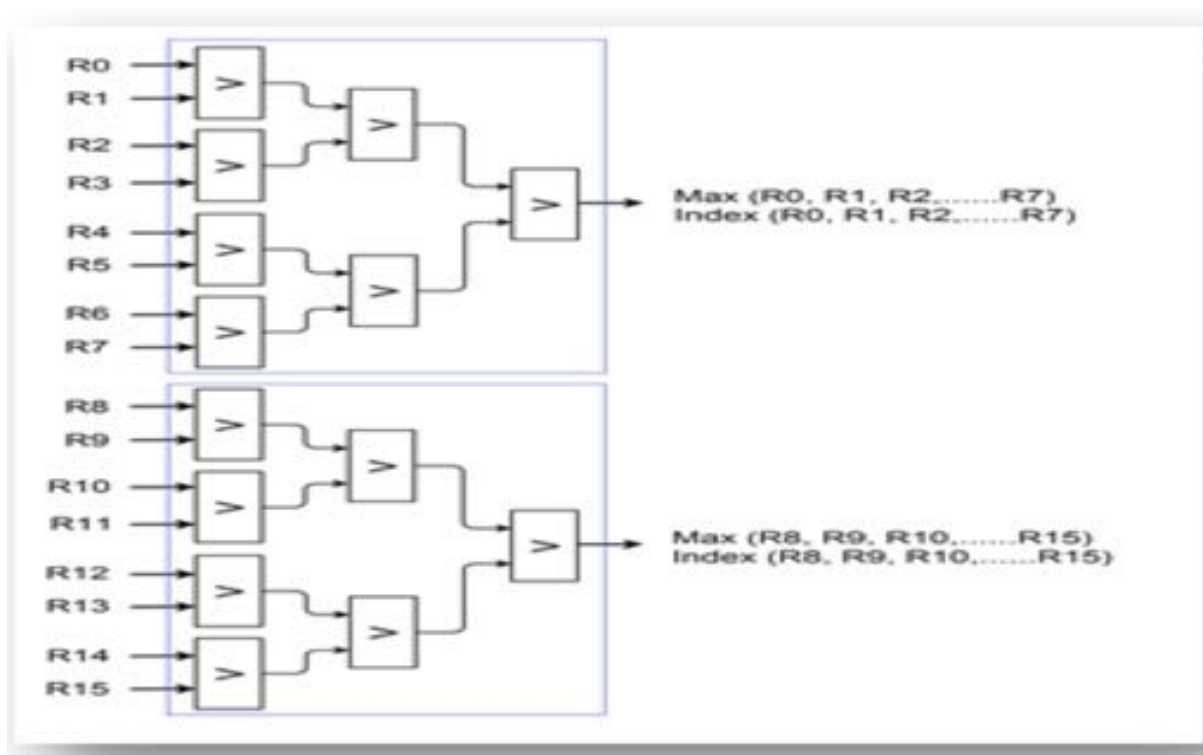 R0
R1
R2
R3
R4
R5
R6
R7
>
>
>
>
>
>
>
Max (R0, R1, R2,......R7)
Index (R0, R1, R2,......R7)
R8
R9
R10
R11
R12
R13
R14
R15
>
>
>
>
>
>
>
Max (R8, R9, R10,......R15)
Index (R8, R9, R10,......R15)